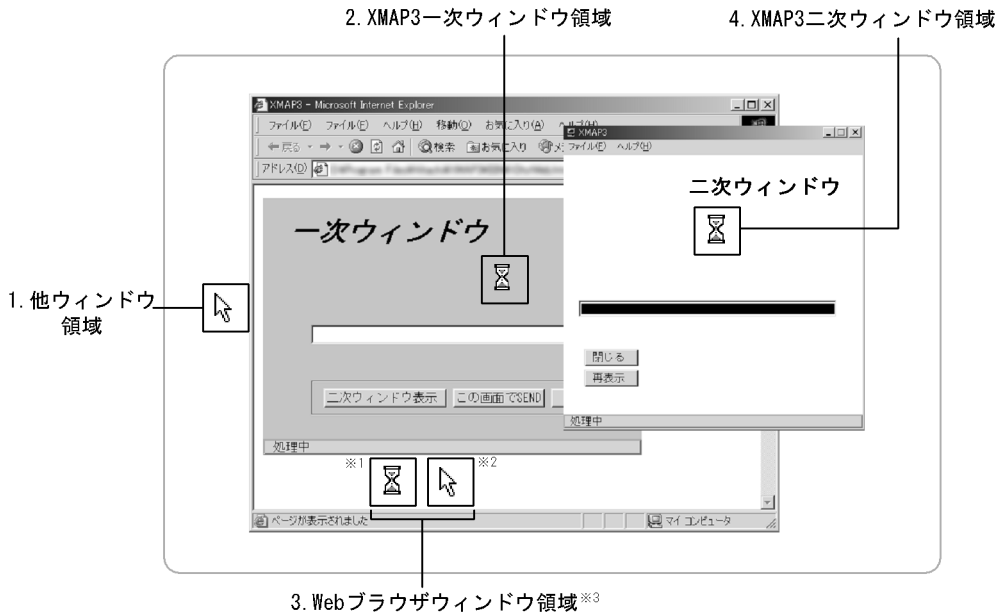 2.XMAP3一次ウィンドウ領域
4.XMAP3二次ウィンドウ領域
XMAP3 - Microsoft Internet Explorer
ファイル(F) ファイル(E) ヘルプ(H) 移動(O) お気に入り(A)
戻る 検索 お気に入り
アドレス(D)
XMAP3
ファイル(F) ヘルプ(H)
二次ウィンドウ
一次ウィンドウ
1.他ウィンドウ
領域
閉じる
再表示
二次ウィンドウ表示 この画面でSEND
処理中
処理中
※1 ※2
ページが表示されました マイ コンピュータ
3.Webブラウザウィンドウ領域※3